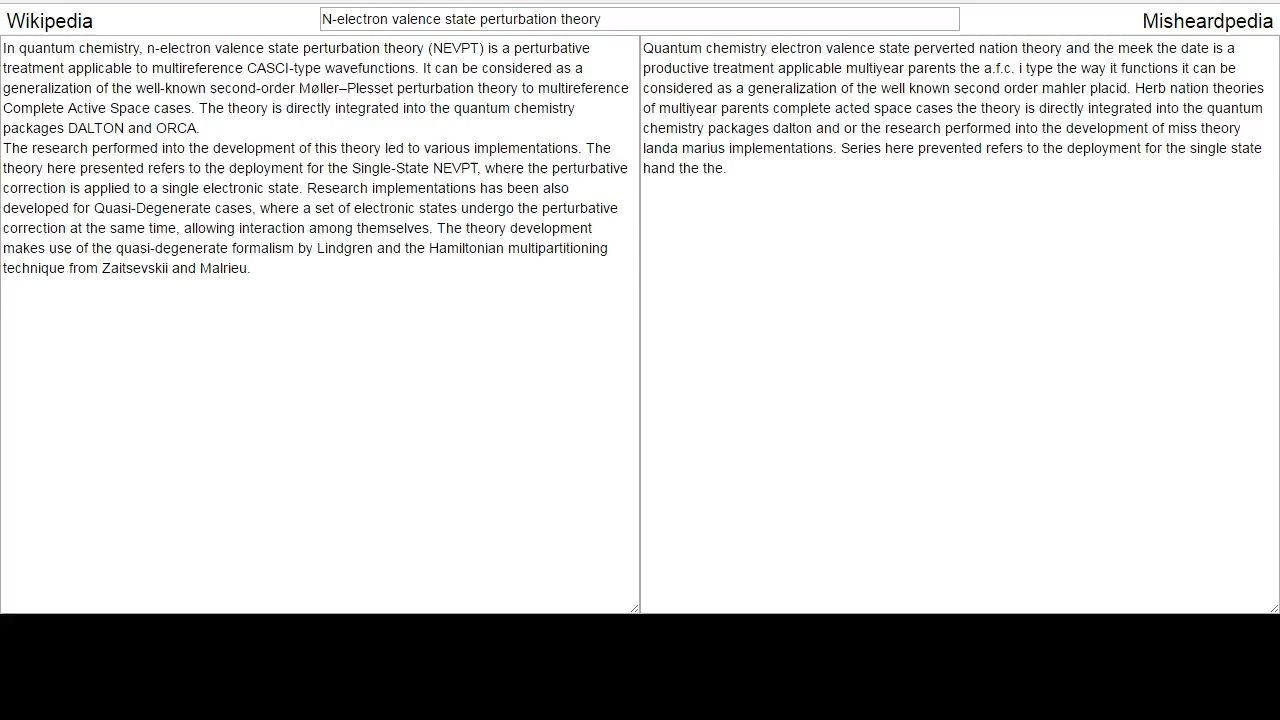 Wikipedia
N-electron valence state perturbation theory
Misheardpedia
In quantum chemistry, n-electron valence state perturbation theory (NEVPT) is a perturbative
treatment applicable to multireference CASCI-type wavefunctions. It can be considered as a
generalization of the well-known second-order Møller–Plesset perturbation theory to multireference
Complete Active Space cases. The theory is directly integrated into the quantum chemistry
packages DALTON and ORCA.
The research performed into the development of this theory led to various implementations. The
theory here presented refers to the deployment for the Single-State NEVPT, where the perturbative
correction is applied to a single electronic state. Research implementations has been also
developed for Quasi-Degenerate cases, where a set of electronic states undergo the perturbative
correction at the same time, allowing interaction among themselves. The theory development
makes use of the quasi-degenerate formalism by Lindgren and the Hamiltonian multipartitioning
technique from Zaitsevskii and Malrieu.
Quantum chemistry electron valence state perverted nation theory and the meek the date is a
productive treatment applicable multiyear parents the a.f.c. i type the way it functions it can be
considered as a generalization of the well known second order mahler placid. Herb nation theories
of multiyear parents complete acted space cases the theory is directly integrated into the quantum
chemistry packages dalton and or the research performed into the development of miss theory
landa marius implementations. Series here prevented refers to the deployment for the single state
hand the the.